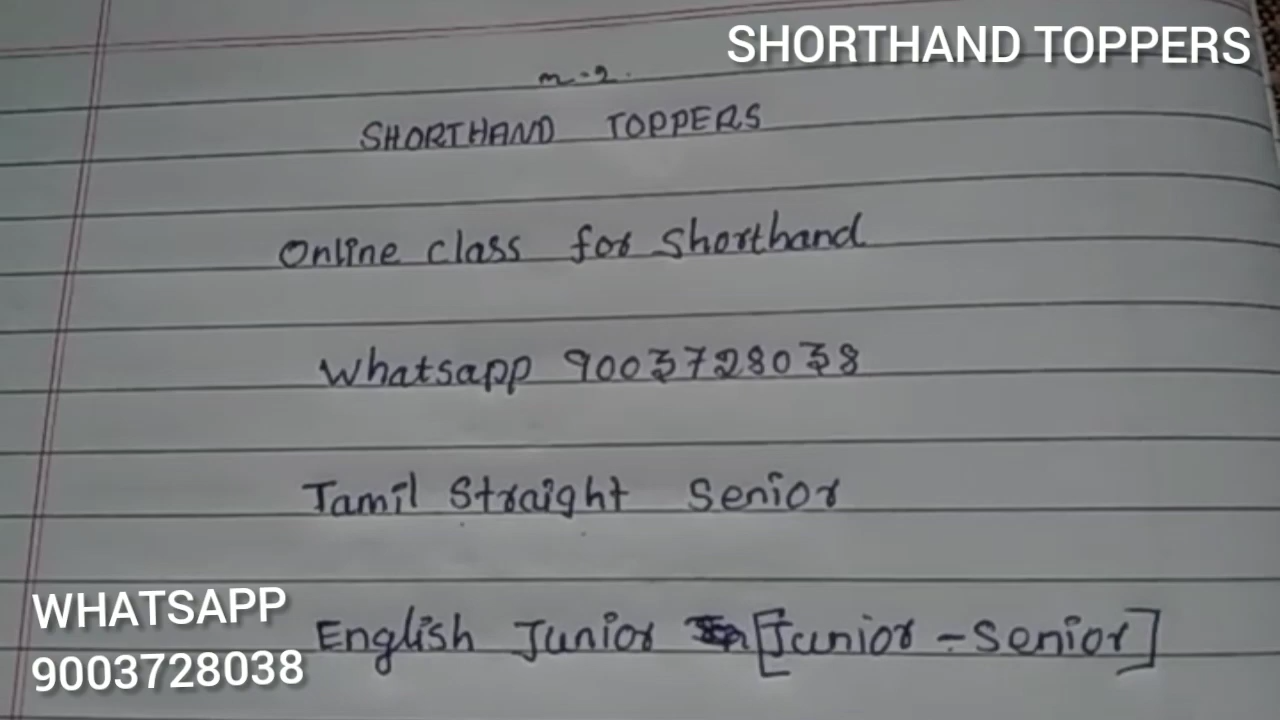 SHORTHAND TOPPERS
m-2.
SHORTHAND TOPPERS
Online class for Shorthand
Whatsapp 9003728038
Tamil Straight Senior
English Junior [Junior - Senior]
WHATSAPP
9003728038